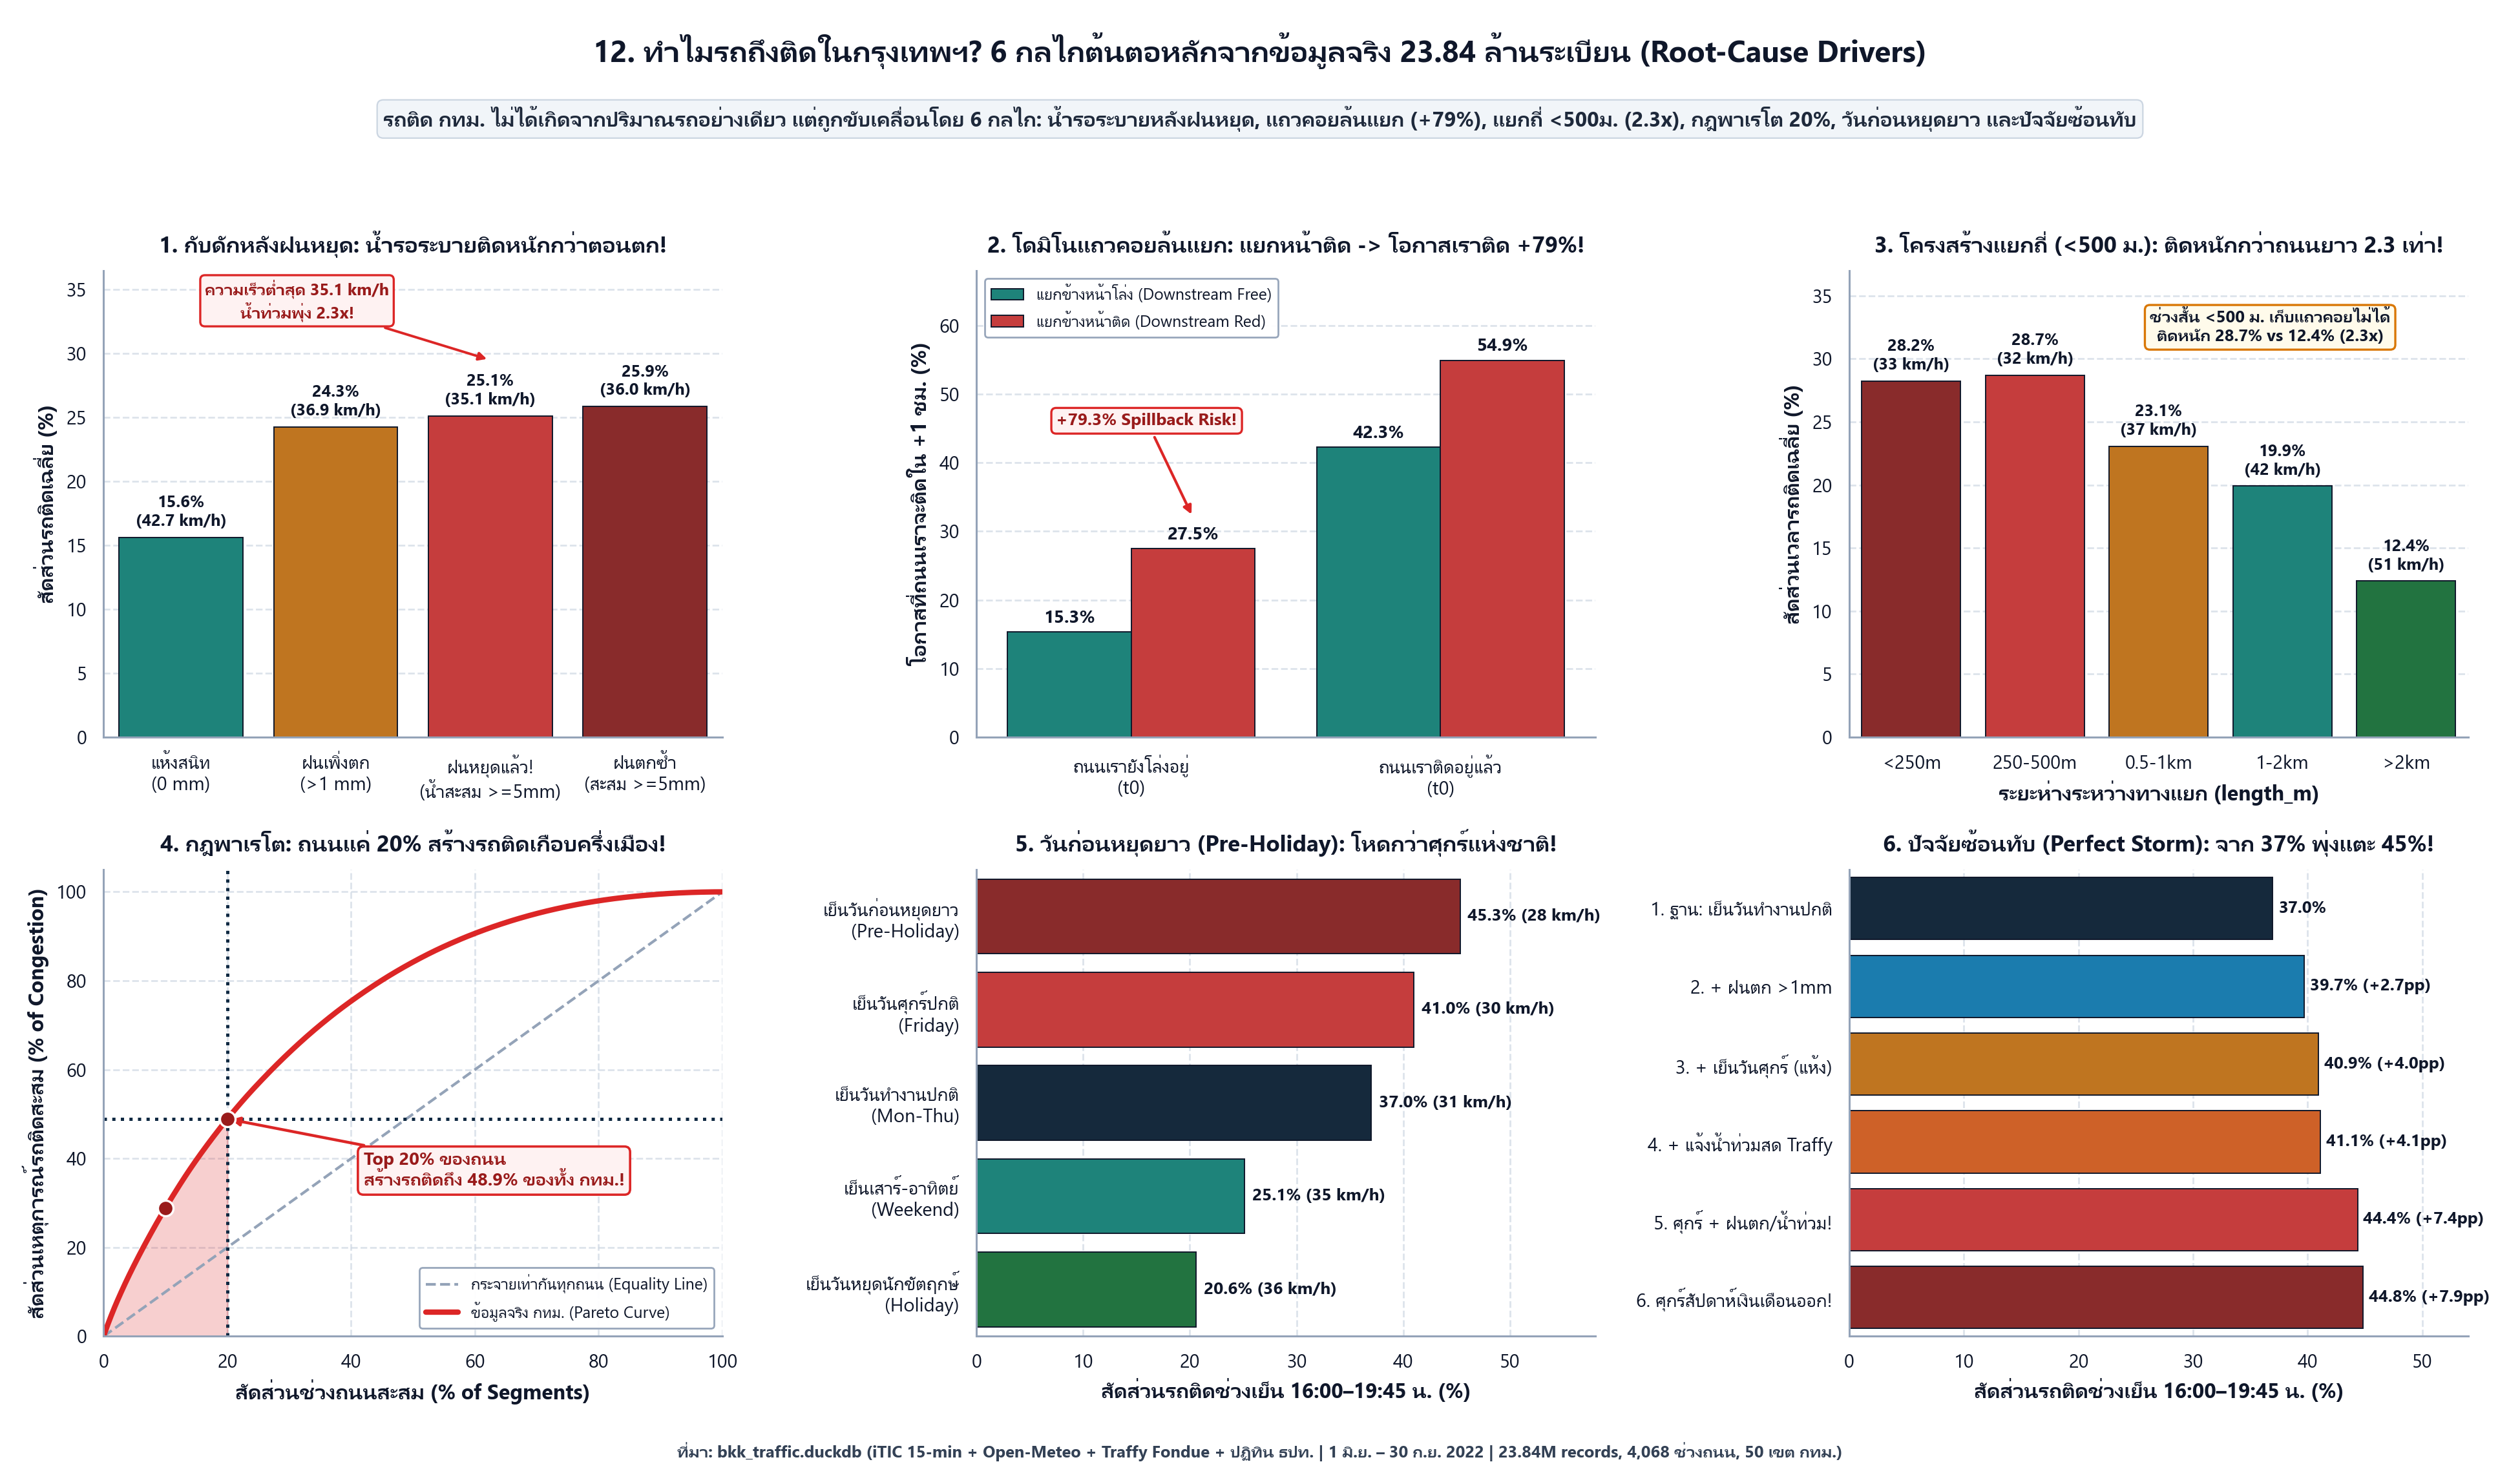 12. ทำไมรถถึงติดในกรุงเทพฯ? 6 กลไกต้นตอหลักจากข้อมูลจริง 23.84 ล้านระเบียน (Root-Cause Drivers)
รถติด กทม. ไม่ได้เกิดจากปริมาณรถอย่างเดียว แต่ถูกขับเคลื่อนโดย 6 กลไก: น้ำรอระบายหลังฝนหยุด, แถวคอยล้นแยก (+79%), แยกถี่ <500ม. (2.3x), กฎพาเรโต 20%, วันก่อนหยุดยาว และปัจจัยซ้อนทับ
1. กับดักหลังฝนหยุด: น้ำรอระบายติดหนักกว่าตอนตก!
สัดส่วนรถติดเฉลี่ย (%)
35
30
25
20
15
10
5
0
ความเร็วต่ำสุด 35.1 km/h
น้ำท่วมพุ่ง 2.3x!
15.6%
(42.7 km/h)
24.3%
(36.9 km/h)
25.1%
(35.1 km/h)
25.9%
(36.0 km/h)
แห้งสนิท
(0 mm)
ฝนเพิ่งตก
(>1 mm)
ฝนหยุดแล้ว!
(น้ำสะสม >=5mm)
ฝนตกซ้ำ
(สะสม >=5mm)
2. โดมิโนแถวคอยล้นแยก: แยกหน้าติด -> โอกาสเราติด +79%!
โอกาสที่ถนนเราจะติดใน +1 ชม. (%)
60
50
40
30
20
10
0
แยกข้างหน้าโล่ง (Downstream Free)
แยกข้างหน้าติด (Downstream Red)
+79.3% Spillback Risk!
15.3%
27.5%
42.3%
54.9%
ถนนเรายังโล่งอยู่
(t0)
ถนนเราติดอยู่แล้ว
(t0)
3. โครงสร้างแยกถี่ (<500 ม.): ติดหนักกว่าถนนยาว 2.3 เท่า!
สัดส่วนเวลารถติดเฉลี่ย (%)
35
30
25
20
15
10
5
0
ช่วงสั้น <500 ม. เก็บแถวคอยไม่ได้
ติดหนัก 28.7% vs 12.4% (2.3x)
28.2%
(33 km/h)
28.7%
(32 km/h)
23.1%
(37 km/h)
19.9%
(42 km/h)
12.4%
(51 km/h)
<250m
250-500m
0.5-1km
1-2km
>2km
ระยะห่างระหว่างทางแยก (length_m)
4. กฎพาเรโต: ถนนแค่ 20% สร้างรถติดเกือบครึ่งเมือง!
สัดส่วนเหตุการณ์รถติดสะสม (% of Congestion)
100
80
60
40
20
0
Top 20% ของถนน
สร้างรถติดถึง 48.9% ของทั้ง กทม.!
กระจายเท่ากันทุกถนน (Equality Line)
ข้อมูลจริง กทม. (Pareto Curve)
0
20
40
60
80
100
สัดส่วนช่วงถนนสะสม (% of Segments)
5. วันก่อนหยุดยาว (Pre-Holiday): โหดกว่าศุกร์แห่งชาติ!
เย็นวันก่อนหยุดยาว
(Pre-Holiday)
45.3% (28 km/h)
เย็นวันศุกร์ปกติ
(Friday)
41.0% (30 km/h)
เย็นวันทำงานปกติ
(Mon-Thu)
37.0% (31 km/h)
เย็นเสาร์-อาทิตย์
(Weekend)
25.1% (35 km/h)
เย็นวันหยุดนักขัตฤกษ์
(Holiday)
20.6% (36 km/h)
0
10
20
30
40
50
สัดส่วนรถติดช่วงเย็น 16:00–19:45 น. (%)
6. ปัจจัยซ้อนทับ (Perfect Storm): จาก 37% พุ่งแตะ 45%!
1. ฐาน: เย็นวันทำงานปกติ
37.0%
2. + ฝนตก >1mm
39.7% (+2.7pp)
3. + เย็นวันศุกร์ (แห้ง)
40.9% (+4.0pp)
4. + แจ้งน้ำท่วมสด Traffy
41.1% (+4.1pp)
5. ศุกร์ + ฝนตก/น้ำท่วม!
44.4% (+7.4pp)
6. ศุกร์สัปดาห์เงินเดือนออก!
44.8% (+7.9pp)
0
10
20
30
40
50
สัดส่วนรถติดช่วงเย็น 16:00–19:45 น. (%)
ที่มา: bkk_traffic.duckdb (iTIC 15-min + Open-Meteo + Traffy Fondue + ปฏิทิน ธปท. | 1 มิ.ย. – 30 ก.ย. 2022 | 23.84M records, 4,068 ช่วงถนน, 50 เขต กทม.)